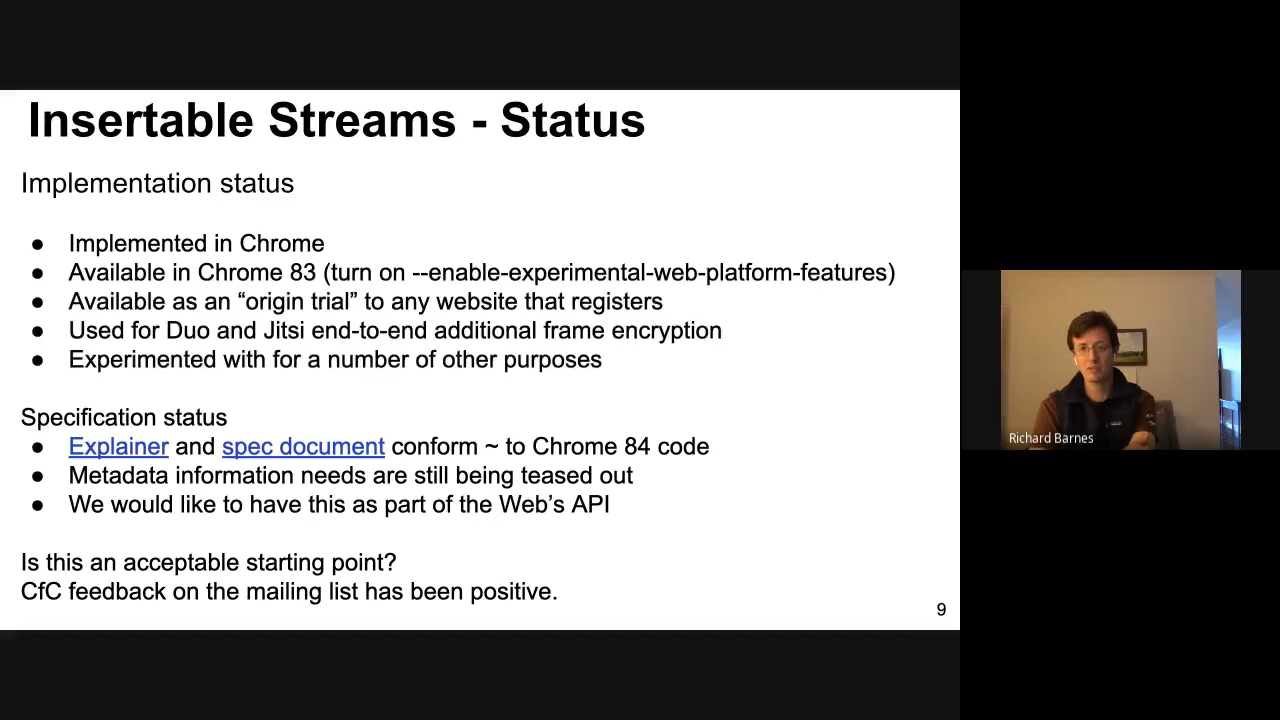 Insertable Streams - Status
Implementation status
● Implemented in Chrome
● Available in Chrome 83 (turn on --enable-experimental-web-platform-features)
● Available as an “origin trial” to any website that registers
● Used for Duo and Jitsi end-to-end additional frame encryption
● Experimented with for a number of other purposes
Specification status
● Explainer and spec document conform ~ to Chrome 84 code
● Metadata information needs are still being teased out
● We would like to have this as part of the Web’s API
Is this an acceptable starting point?
CfC feedback on the mailing list has been positive.
9
Richard Barnes